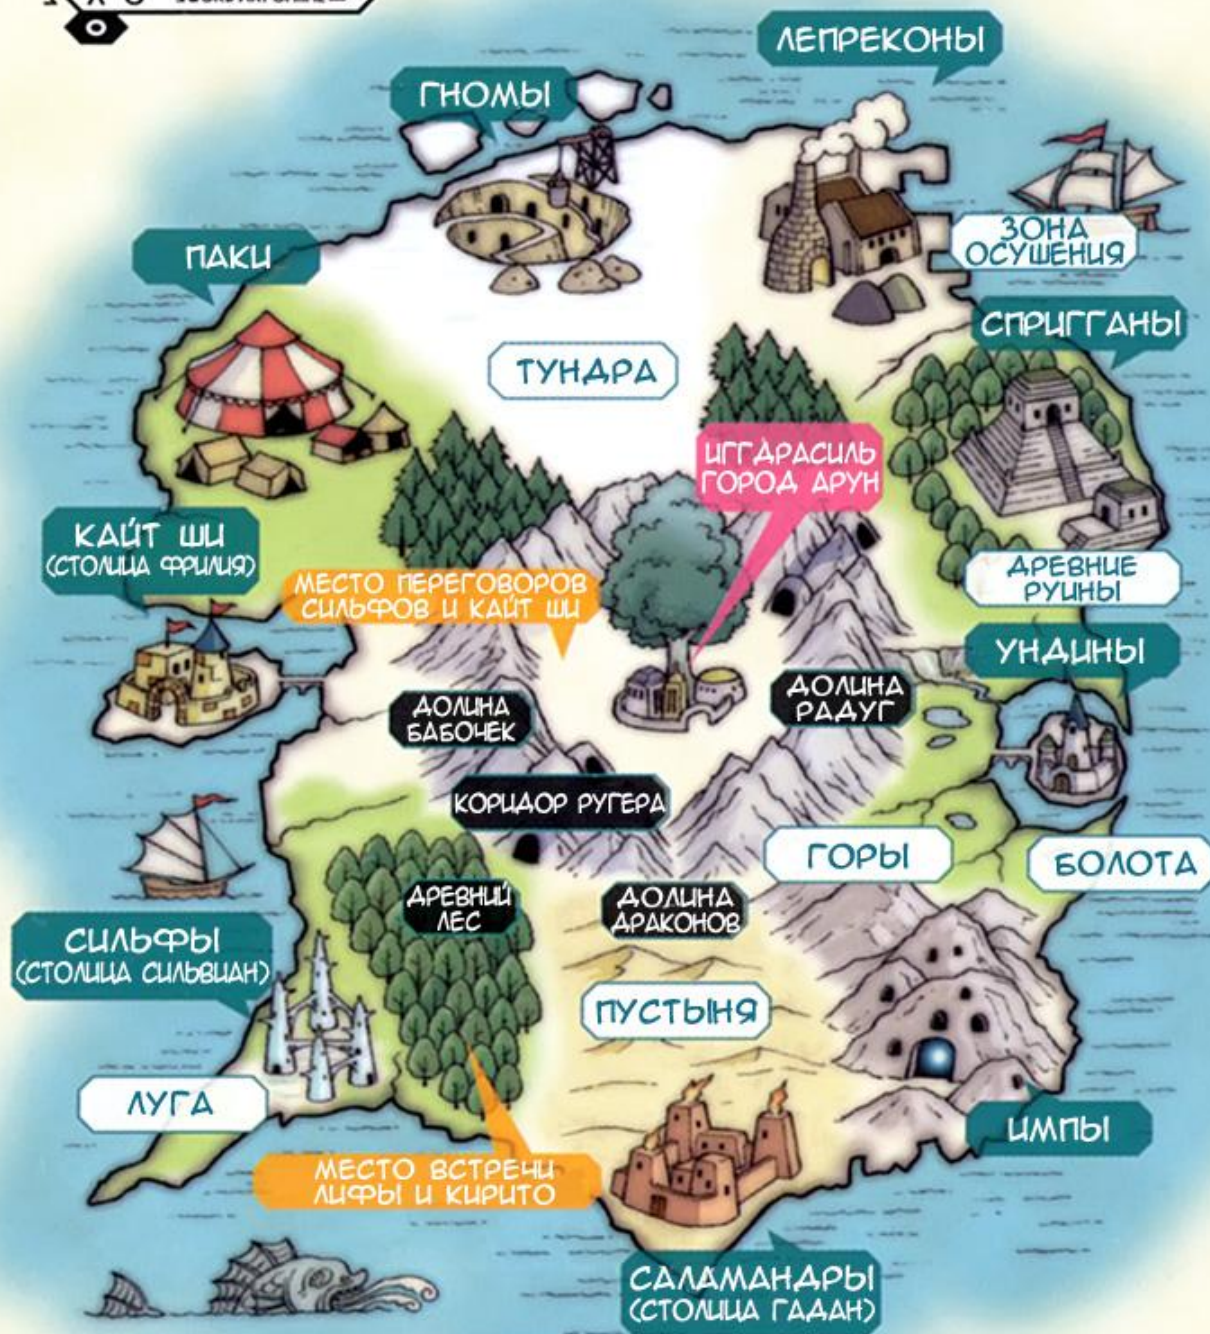 ЛЕПРЕКОНЫ
ГНОМЫ
ЗОНА
ОСУШЕНИЯ
ПАКИ
СПРИГГАНЫ
ТУНДРА
ИГГДРАСИЛЬ
ГОРОД АРУН
КАЙТ ШИ
(СТОЛИЦА ФРИЛИЯ)
МЕСТО ПЕРЕГОВОРОВ
СИЛЬФОВ И КАЙТ ШИ
ДРЕВНИЕ
РУИНЫ
УНДИНЫ
ДОЛИНА
БАБОЧЕК
ДОЛИНА
РАДУГ
КОРИДОР РУГЕРА
ГОРЫ
БОЛОТА
ДРЕВНИЙ
ЛЕС
ДОЛИНА
ДРАКОНОВ
СИЛЬФЫ
(СТОЛИЦА СИЛЬВИАН)
ПУСТЫНЯ
ЛУГА
ИМПЫ
МЕСТО ВСТРЕЧИ
ЛИФЫ И КИРИТО
САЛАМАНДРЫ
(СТОЛИЦА ГАДАН)